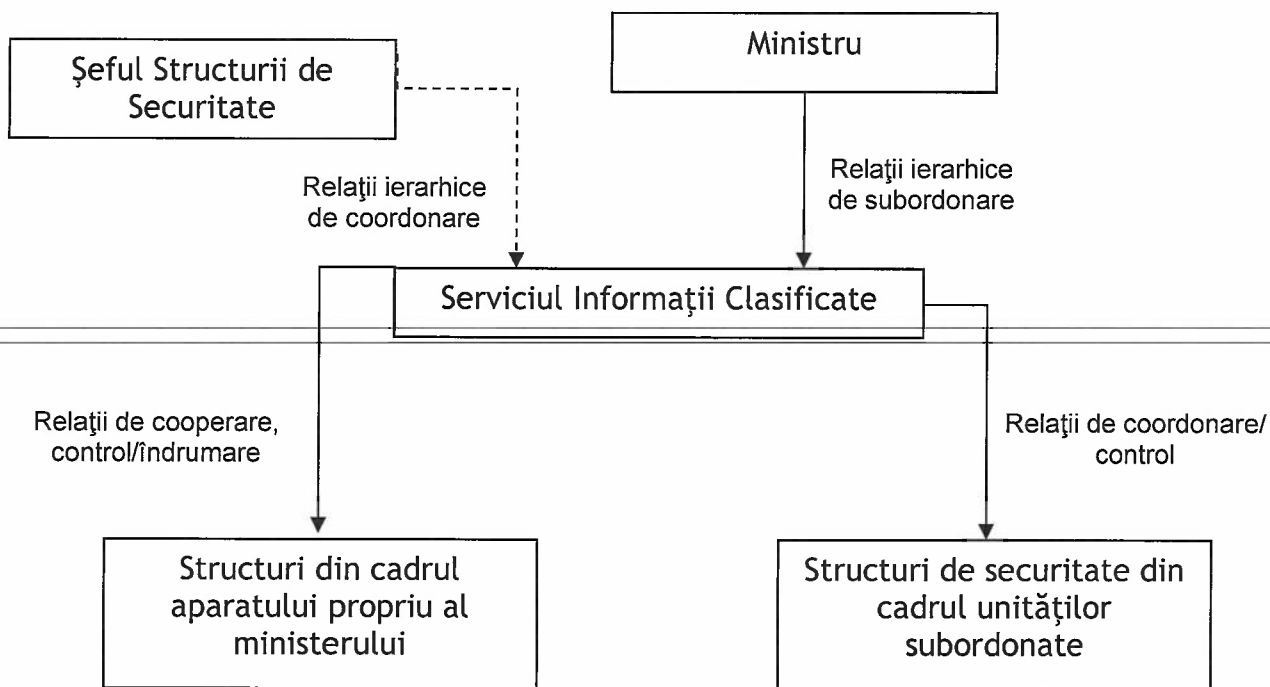 Şeful Structurii de
Securitate
Ministru
Relaţii ierarhice
de coordonare
Relaţii ierarhice
de subordonare
Serviciul Informaţii Clasificate
Relaţii de cooperare,
control/îndrumare
Relaţii de coordonare/
control
Structuri din cadrul
aparatului propriu al
ministerului
Structuri de securitate din
cadrul unităţilor
subordonate